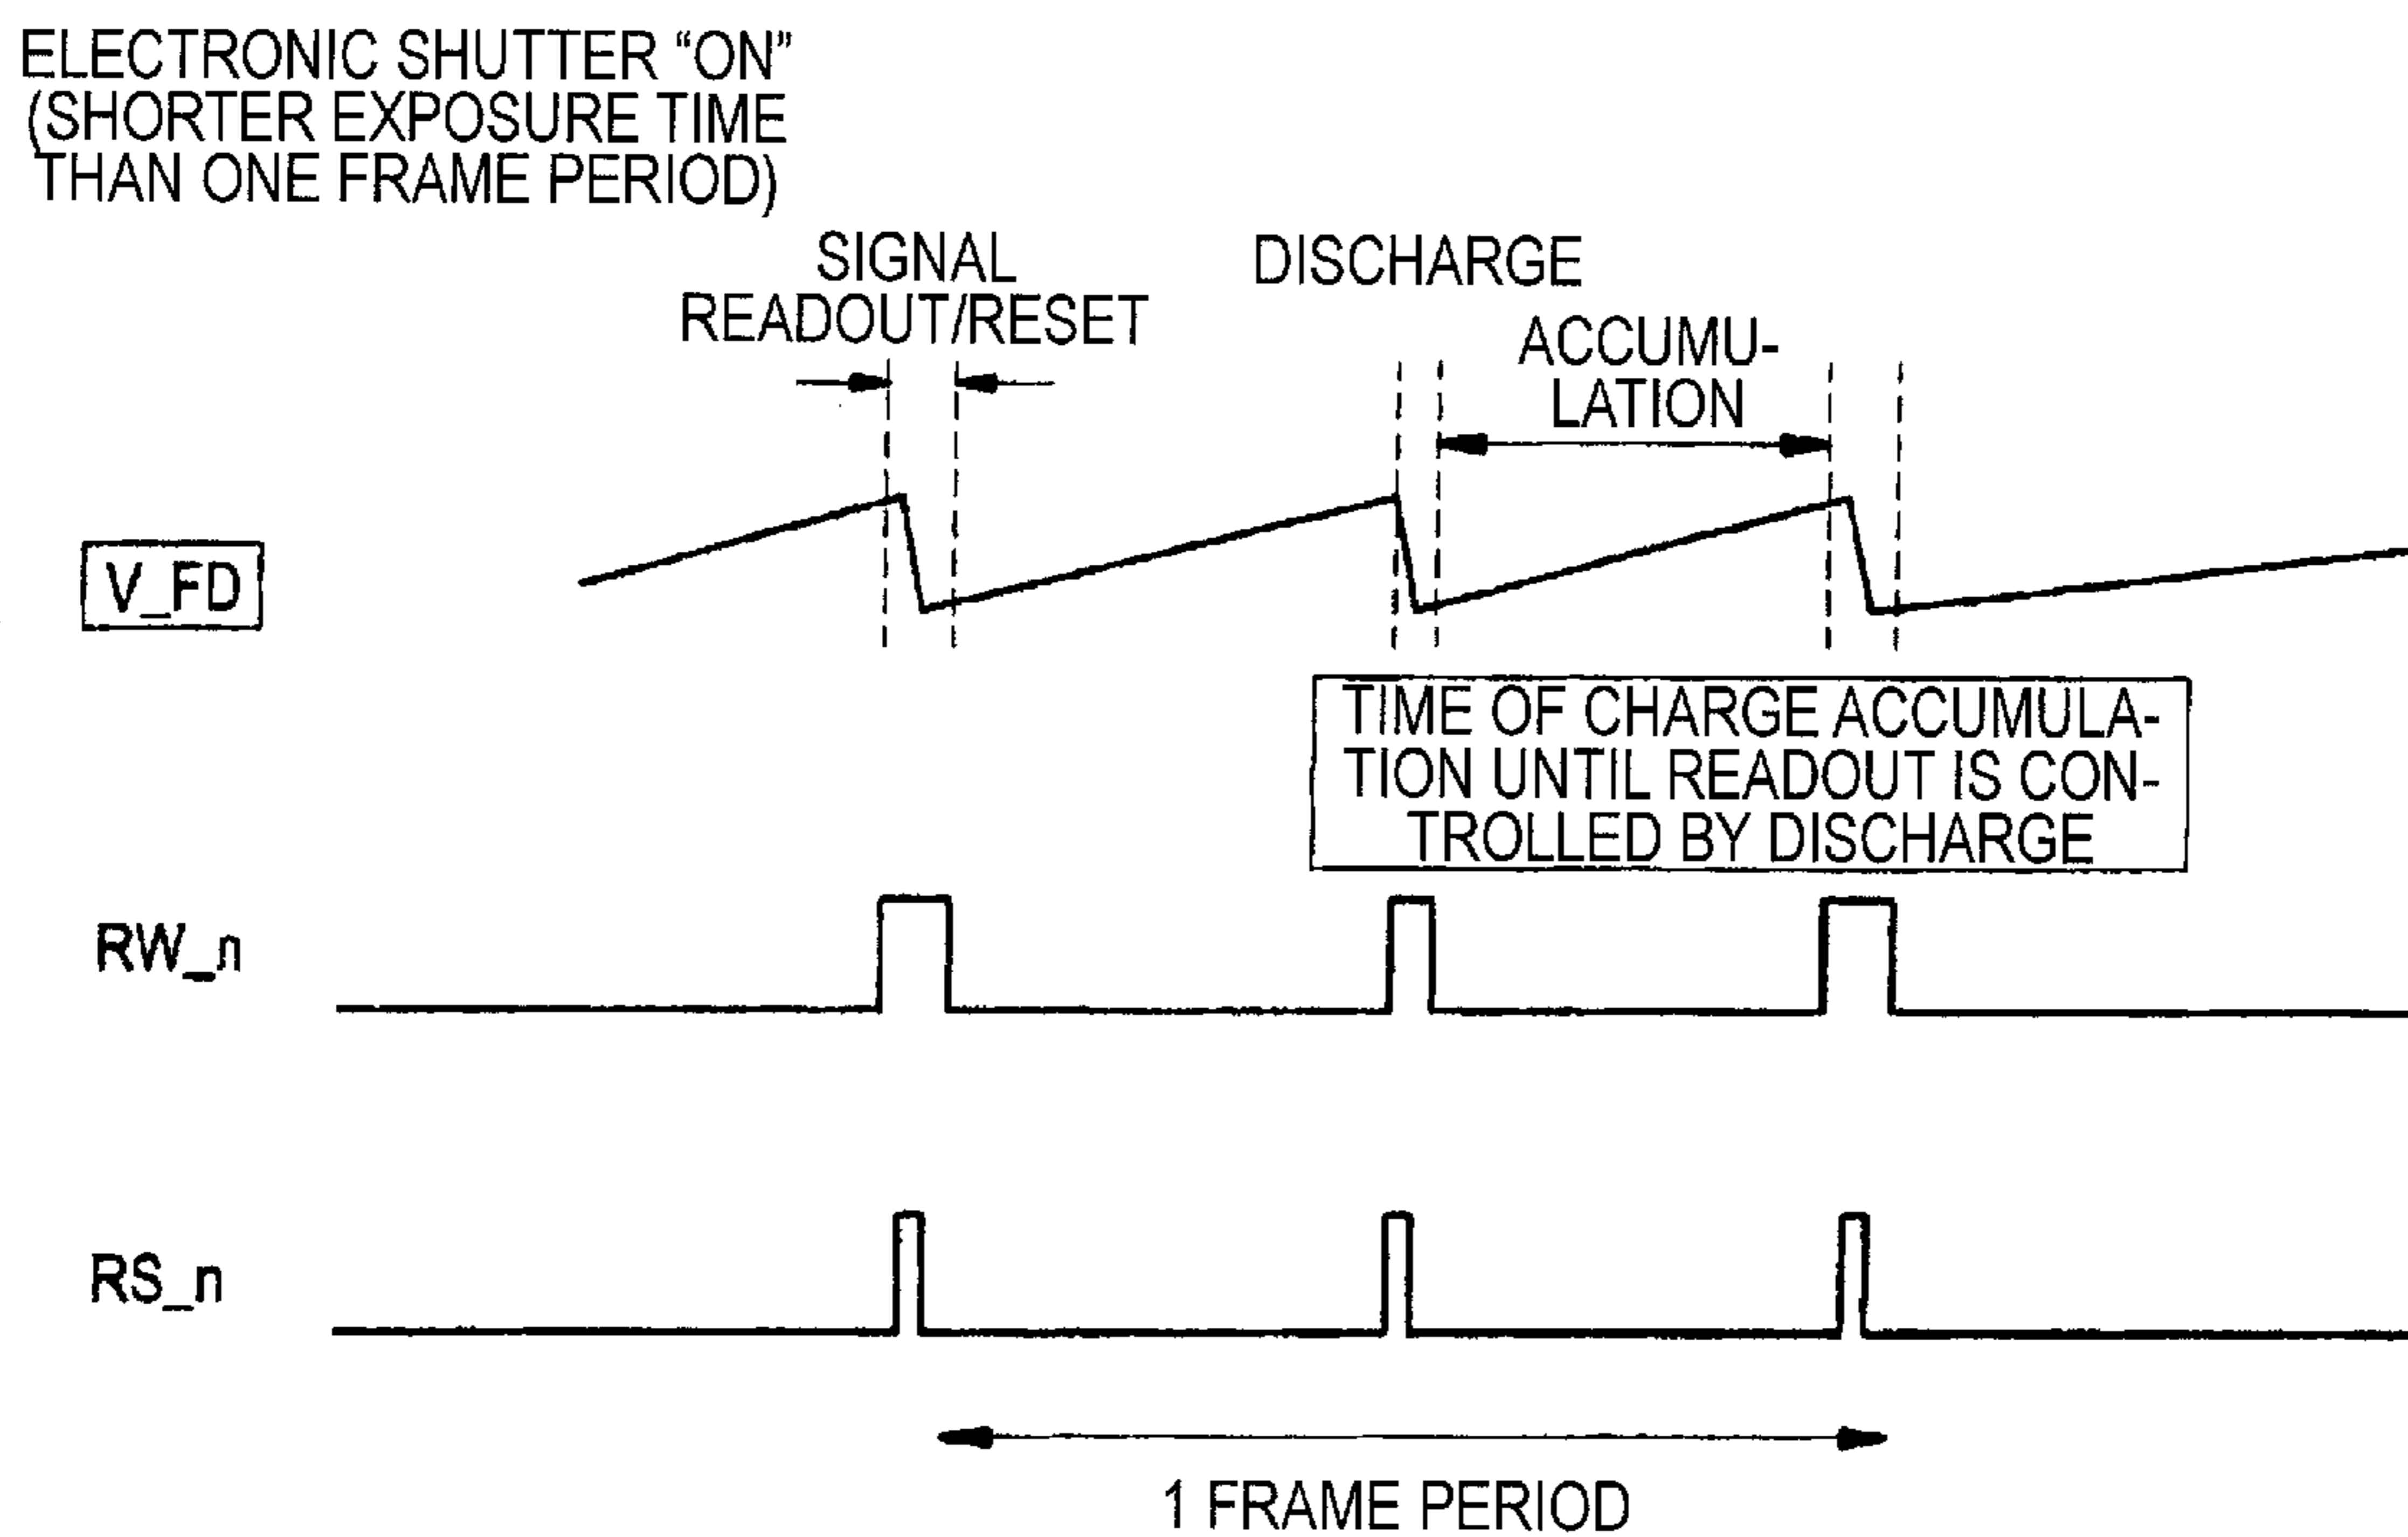 ELECTRONIC SHUTTER “ON”
(SHORTER EXPOSURE TIME
THAN ONE FRAME PERIOD)
SIGNAL
READOUT/RESET
DISCHARGE
ACCUMU-
LATION
V_FD
TIME OF CHARGE ACCUMULA-
TION UNTIL READOUT IS CON-
TROLLED BY DISCHARGE
RW_n
RS_n
1 FRAME PERIOD